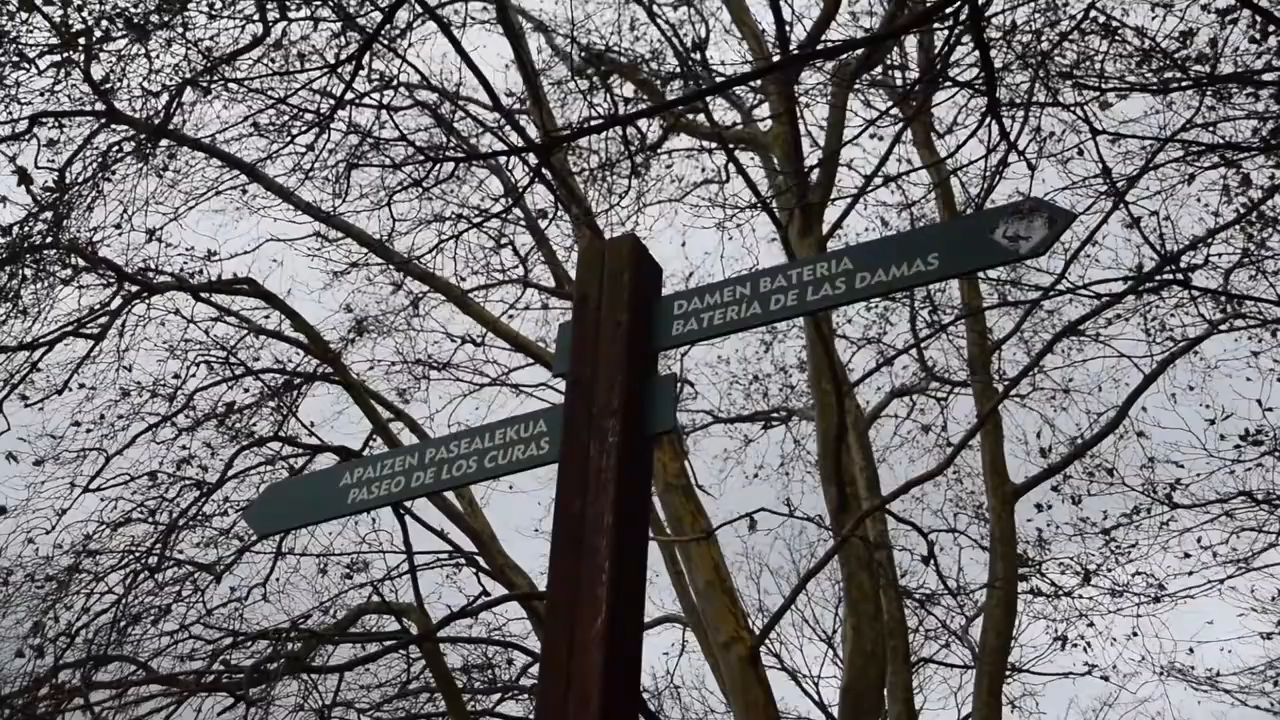 DAMEN BATERIA
BATERÍA DE LAS DAMAS
APAIZEN PASEALEKUA
PASEO DE LOS CURAS